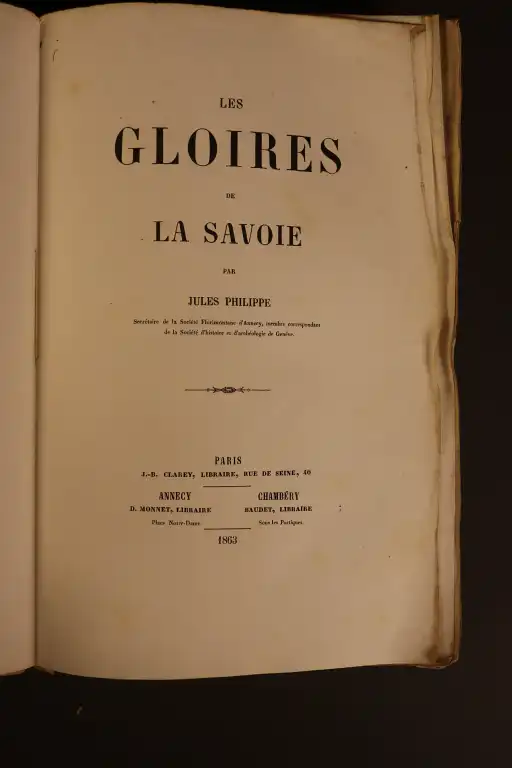 LES
GLOIRES
DE
LA SAVOIE
PAR
JULES PHILIPPE
Secrétaire de la Société Florimontane d'Annecy, membre correspondant
de la Société d'histoire et d'archéologie de Genève.
PARIS
J.-B. CLAREY, LIBRAIRE, RUE DE SEINE, 46
ANNECY CHAMBÉRY
D. MONNET, LIBRAIRE BAUDET, LIBRAIRE
Place Notre-Dame. Sous les Portiques.
1863